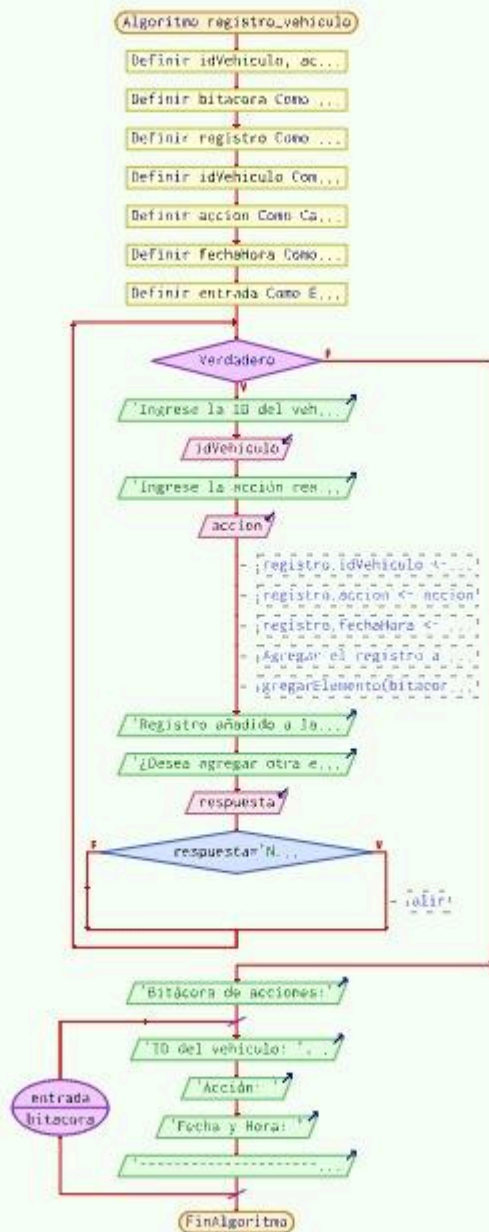 Algoritmo registro_vehiculo
Definir idVehiculo, ac...
Definir bitacora Como ...
Definir registro Como ...
Definir idVehiculo Com...
Definir accion Como Ca...
Definir fechaHora Como...
Definir entrada Como E...
Verdadero
F
V
'Ingrese la ID del veh...
idVehiculo
'Ingrese la acción rea...
accion
registro.idVehiculo <-...
registro.accion <- accion
registro.fechaHora <- ...
Agregar el registro a ...
gregarElemento(bitacor...
'Registro añadido a la...
'¿Desea agregar otra e...
respuesta
F
respuesta='N...
V
alir
'Bitácora de acciones:'
'ID del vehiculo: '...
entrada
bitacora
'Acción: '
'Fecha y Hora: '
'----------------------...
FinAlgoritmo